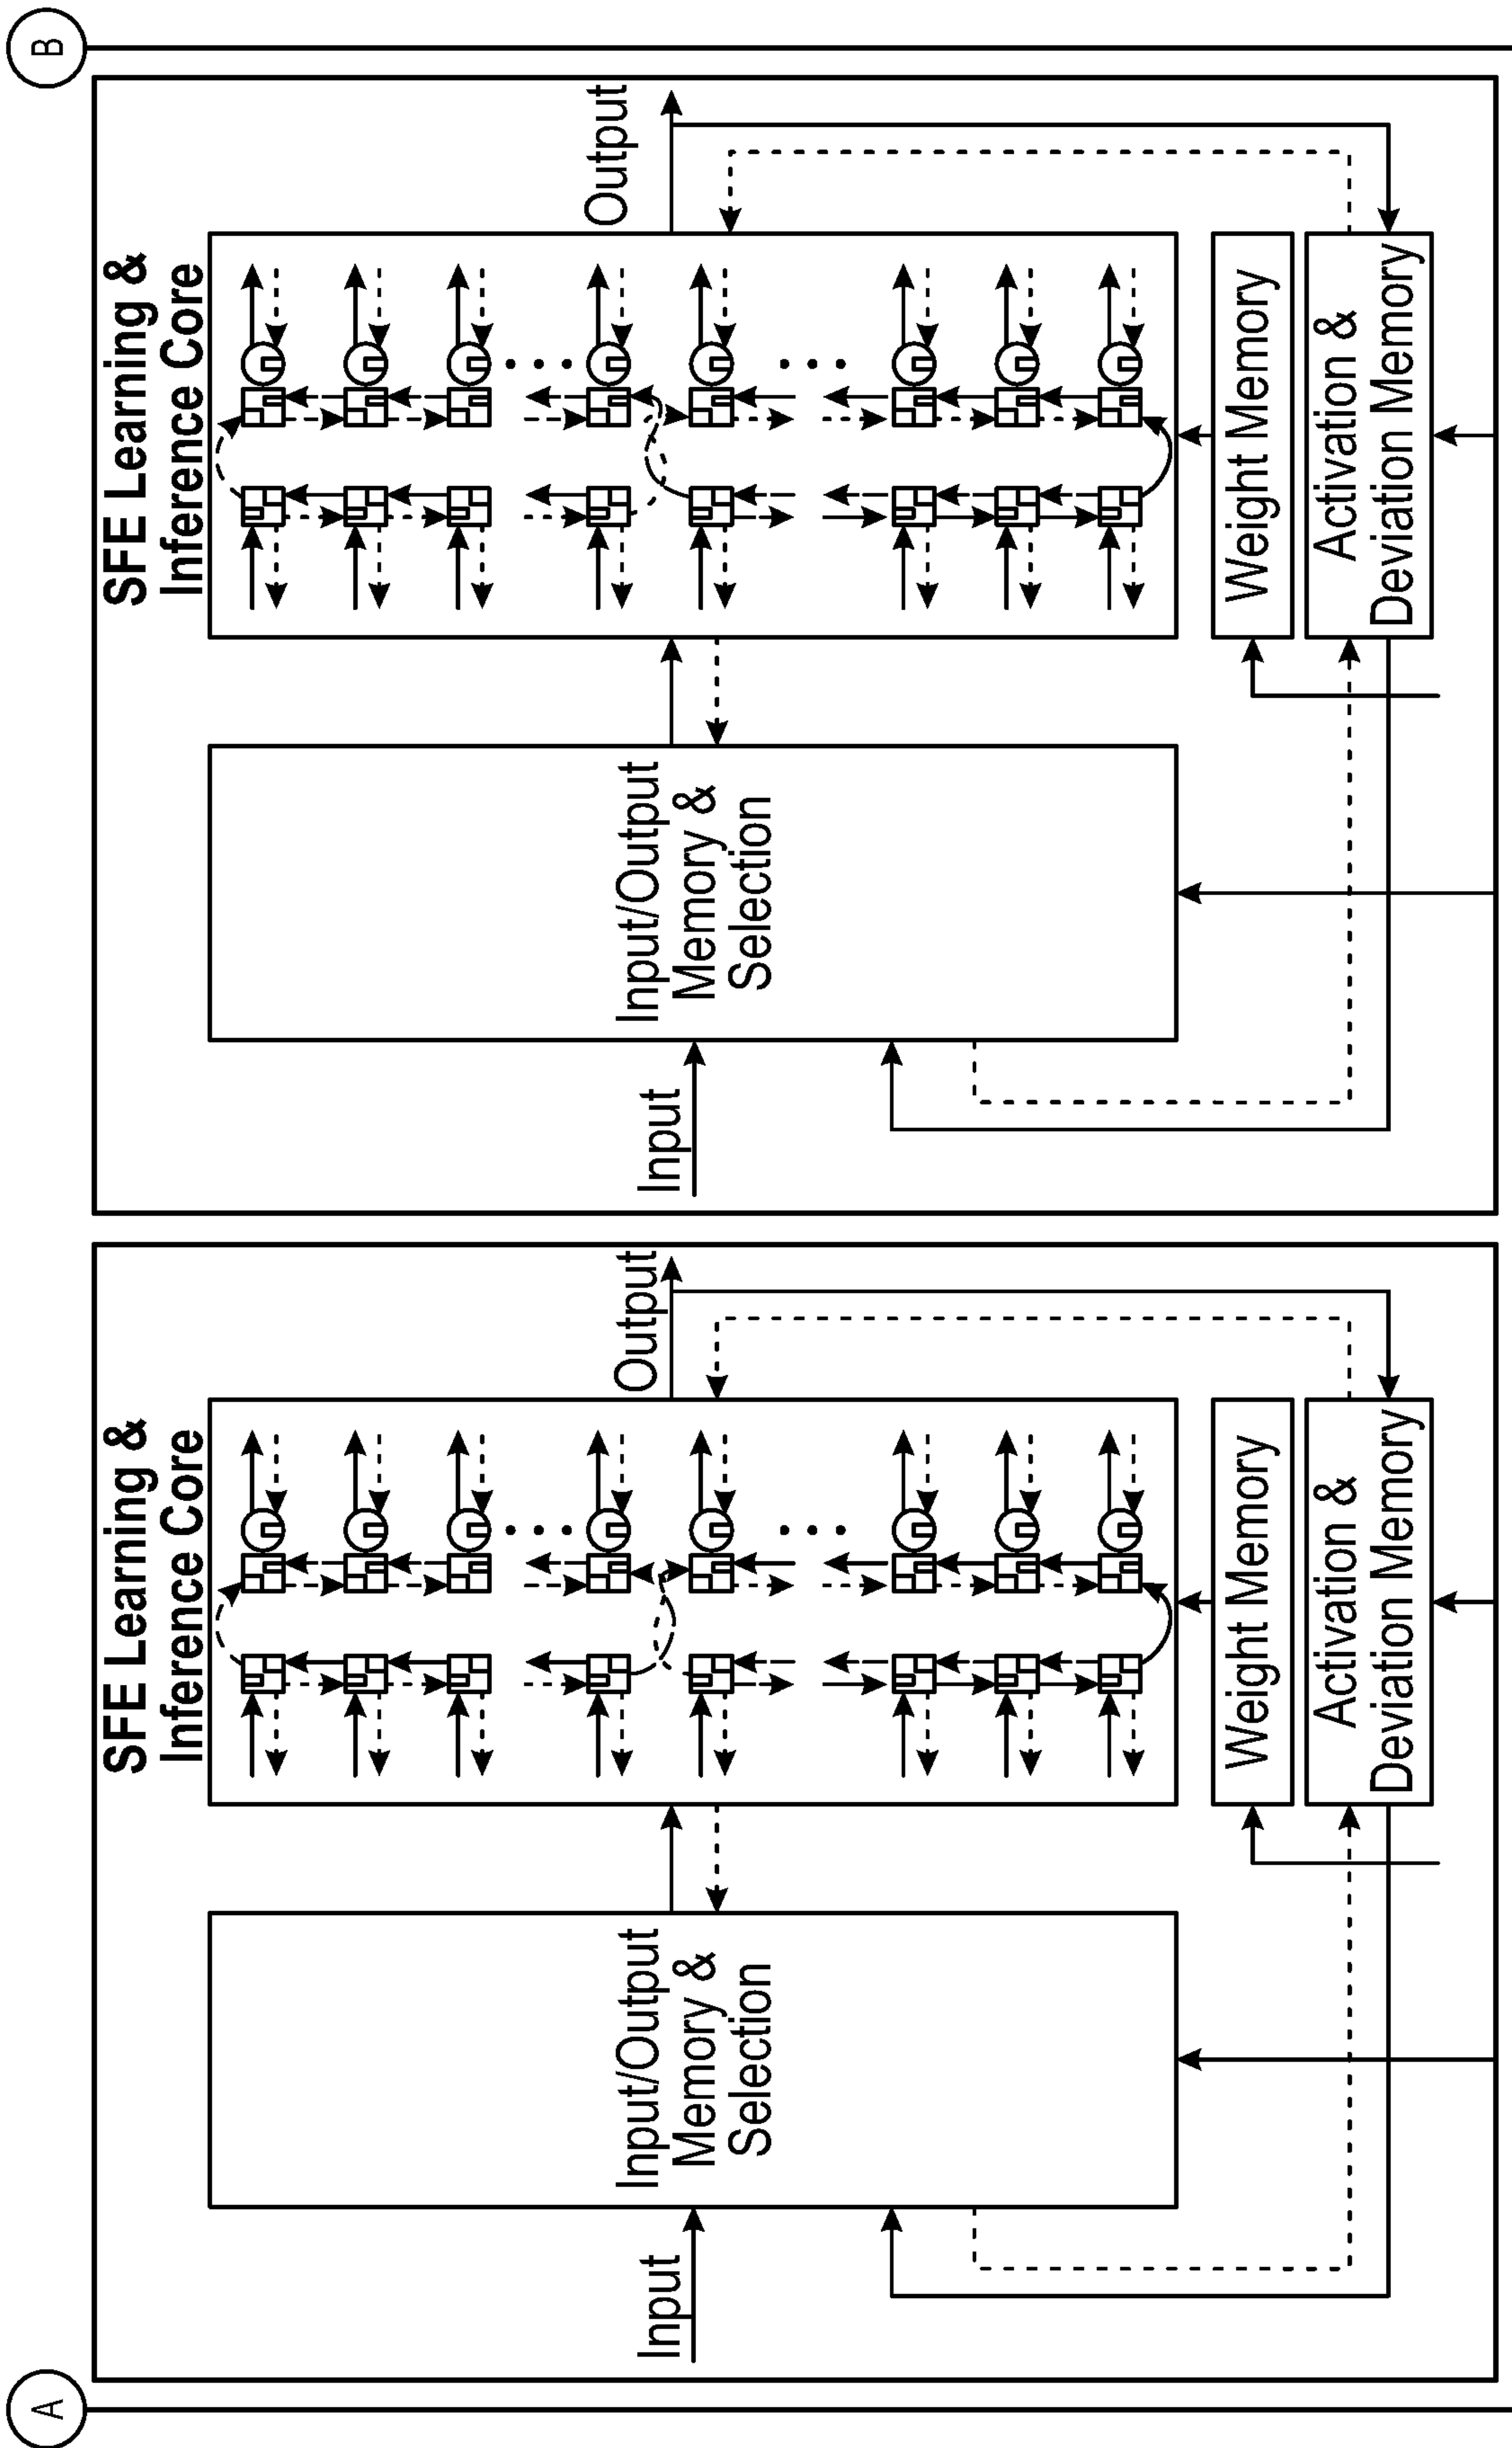 A
Input
Input/Output
Memory &
Selection
SFE Learning &
Inference Core
Output
Weight Memory
Activation &
Deviation Memory
Input
Input/Output
Memory &
Selection
SFE Learning &
Inference Core
Output
Weight Memory
Activation &
Deviation Memory
B